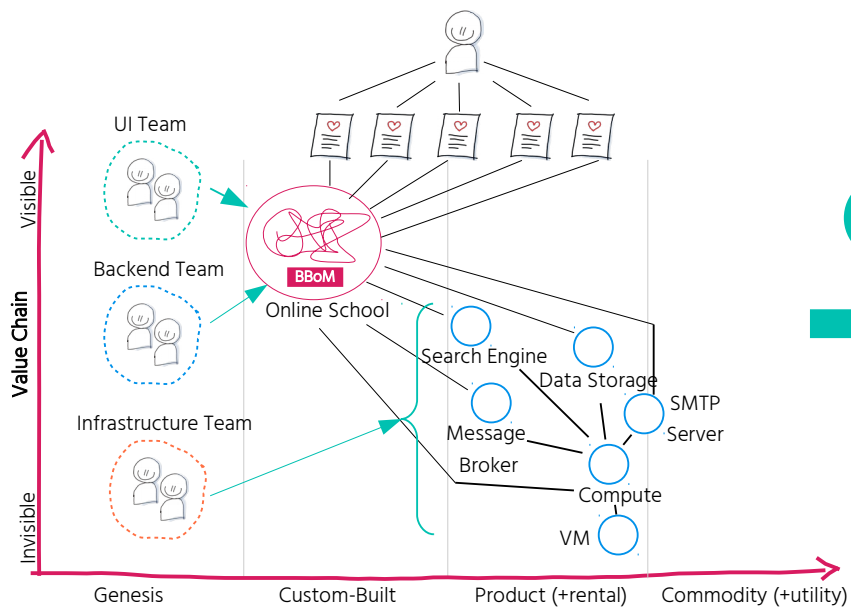 UI Team
Visible
Backend Team
BBoM
Online School
Value Chain
Search Engine
Data Storage
SMTP
Server
Infrastructure Team
Message
Broker
Compute
Invisible
VM
Genesis
Custom-Built
Product (+rental)
Commodity (+utility)